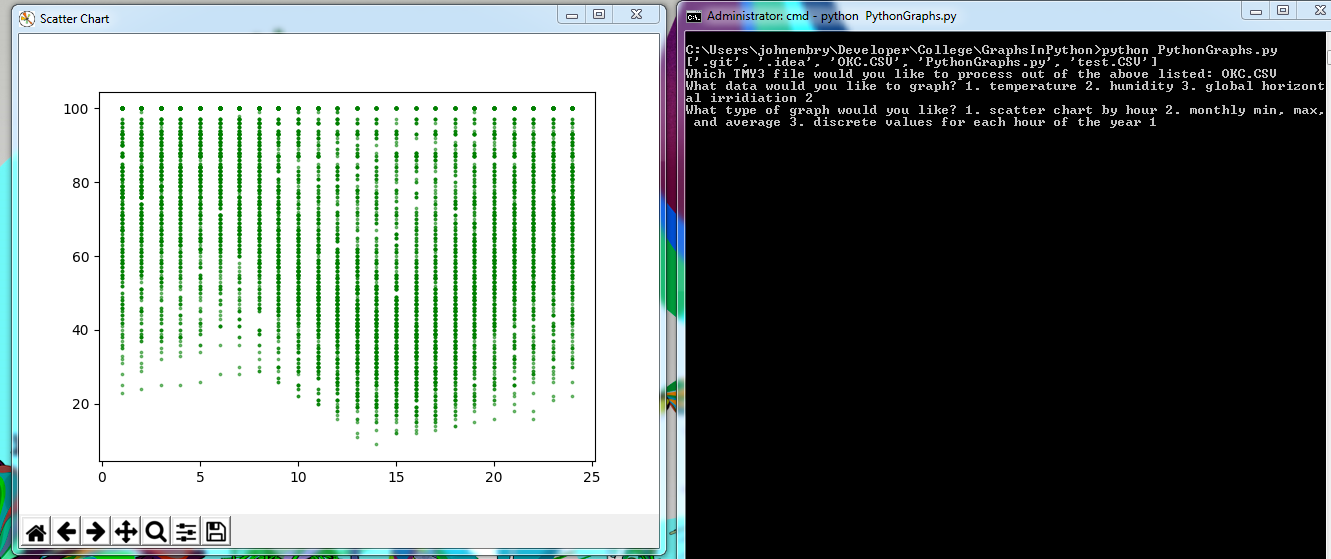 Scatter Chart
100
80
60
40
20
0
5
10
15
20
25
Administrator: cmd - python  PythonGraphs.py
C:\Users\johnembry\Developer\College\GraphsInPython>python PythonGraphs.py
['.git', '.idea', 'OKC.CSV', 'PythonGraphs.py', 'test.CSV']
Which TMY3 file would you like to process out of the above listed: OKC.CSV
What data would you like to graph? 1. temperature 2. humidity 3. global horizont
al irridiation 2
What type of graph would you like? 1. scatter chart by hour 2. monthly min, max,
 and average 3. discrete values for each hour of the year 1